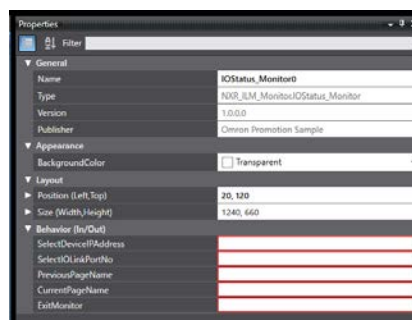 Properties
Filter
General
Name IOStatus_Monitor0
Type NXR_ILM_Monitor.IOStatus_Monitor
Version 1.0.0.0
Publisher Omron Promotion Sample
Appearance
BackgroundColor Transparent
Layout
Position (Left,Top) 20, 120
Size (Width,Height) 1240, 660
Behavior (In/Out)
SelectDeviceIPAddress
SelectIOLinkPortNo
PreviousPageName
CurrentPageName
ExitMonitor